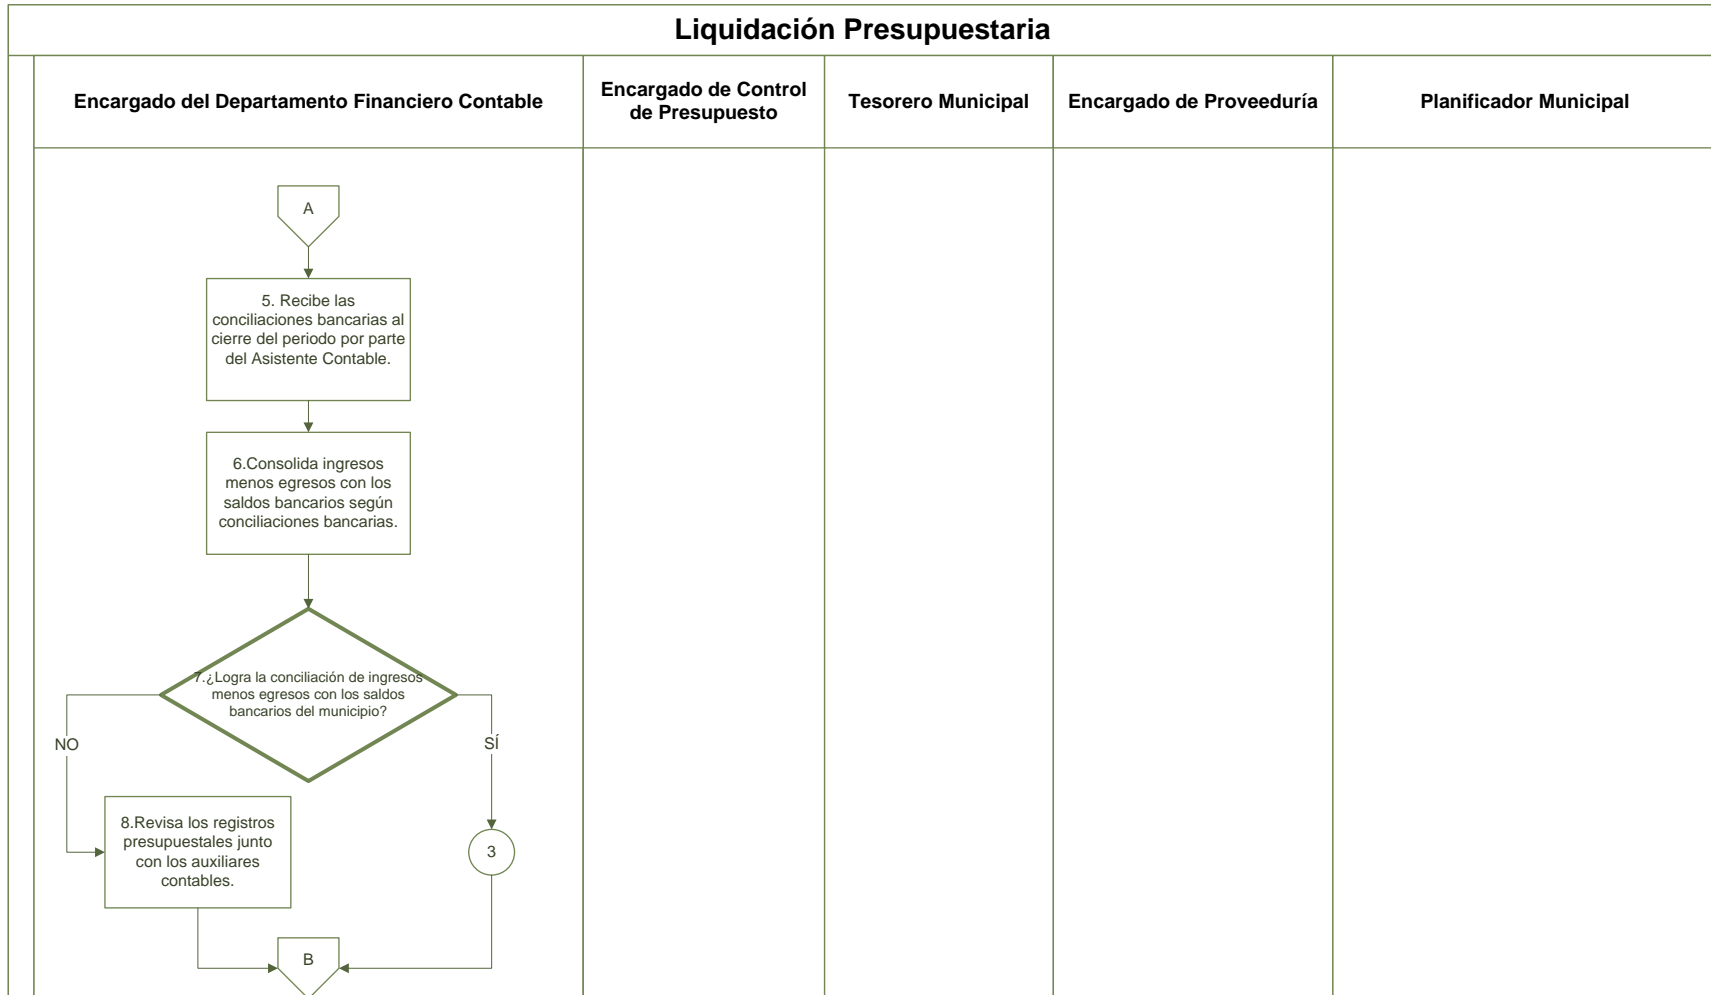 Liquidación Presupuestaria
Encargado del Departamento Financiero Contable
Encargado de Control
de Presupuesto
Tesorero Municipal
Encargado de Proveeduría
Planificador Municipal
A
5. Recibe las
conciliaciones bancarias al
cierre del periodo por parte
del Asistente Contable.
6.Consolida ingresos
menos egresos con los
saldos bancarios según
conciliaciones bancarias.
7.¿Logra la conciliación de ingresos
menos egresos con los saldos
bancarios del municipio?
NO
SÍ
8.Revisa los registros
presupuestales junto
con los auxiliares
contables.
3
B